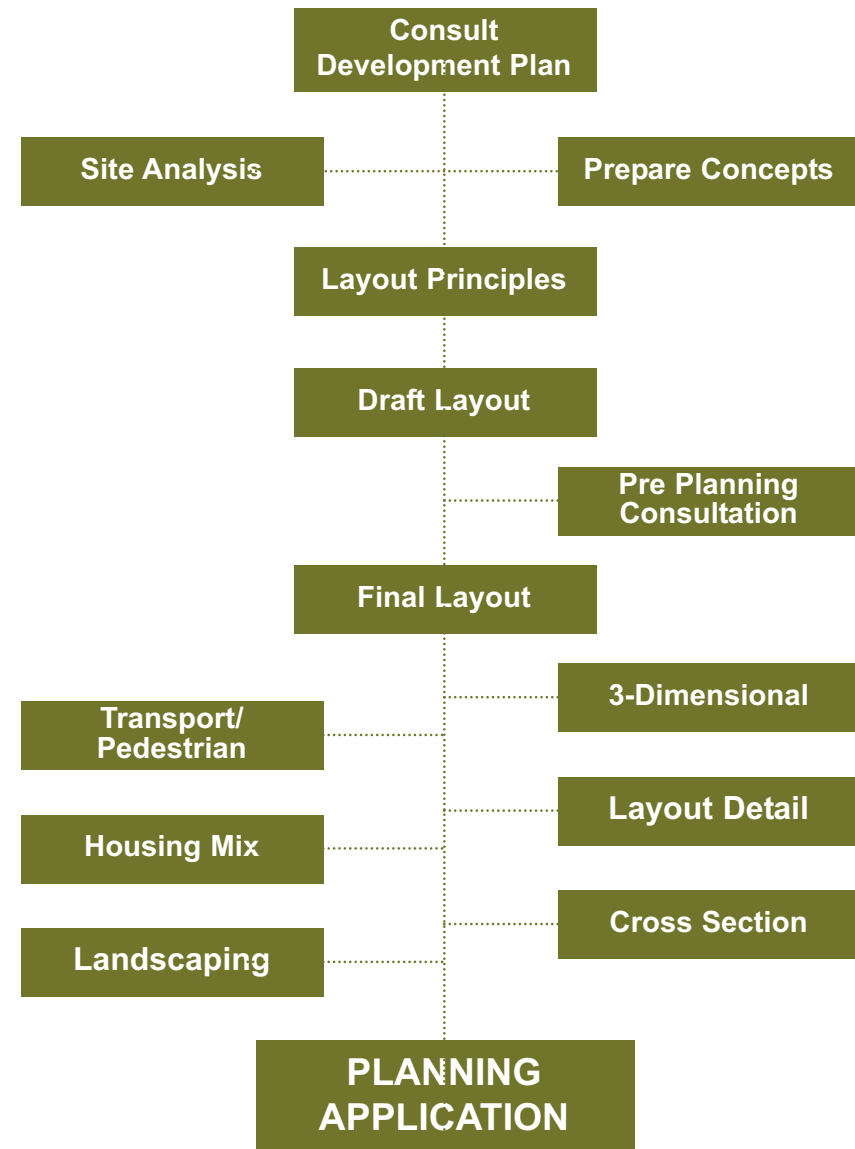 Consult
Development Plan
Site Analysis
Prepare Concepts
Layout Principles
Draft Layout
Pre Planning
Consultation
Final Layout
3-Dimensional
Transport/
Pedestrian
Layout Detail
Housing Mix
Cross Section
Landscaping
PLANNING
APPLICATION